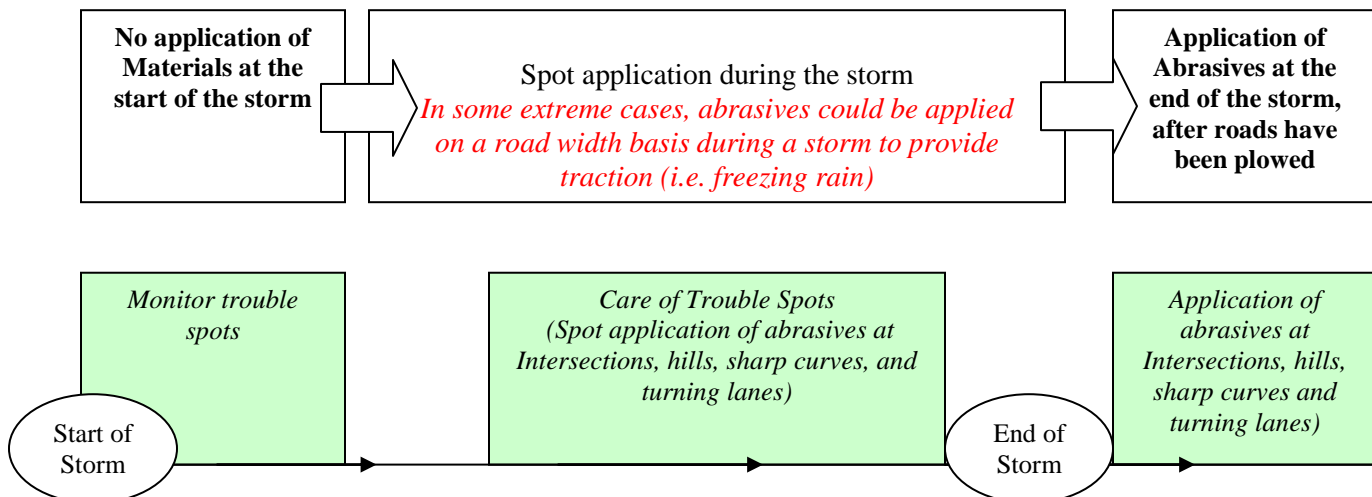 No application of
Materials at the
start of the storm
Spot application during the storm
In some extreme cases, abrasives could be applied
on a road width basis during a storm to provide
traction (i.e. freezing rain)
Application of
Abrasives at the
end of the storm,
after roads have
been plowed
Monitor trouble
spots
Care of Trouble Spots
(Spot application of abrasives at
Intersections, hills, sharp curves, and
turning lanes)
Application of
abrasives at
Intersections, hills,
sharp curves and
turning lanes)
Start of
Storm
End of
Storm